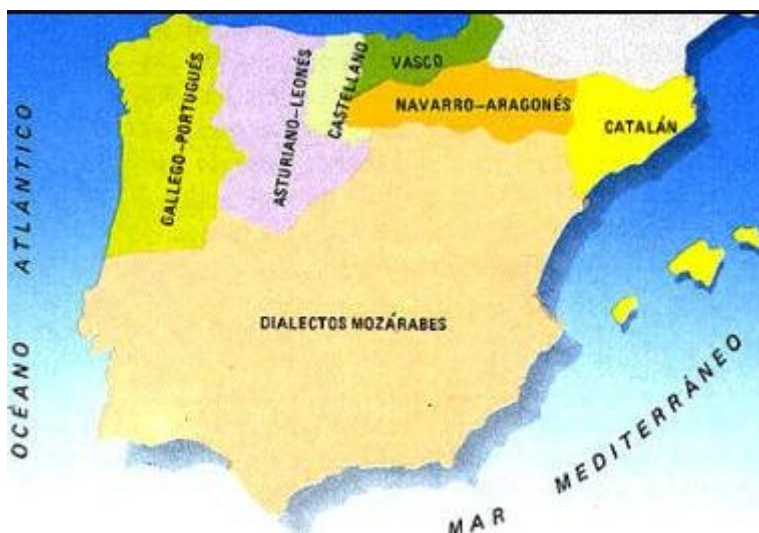 OCÉANO ATLÁNTICO
GALLEGO-PORTUGUÉS
ASTURIANO-LEONÉS
CASTELLANO
VASCO
NAVARRO-ARAGONÉS
CATALÁN
DIALECTOS MOZÁRABES
MAR MEDITERRÁNEO